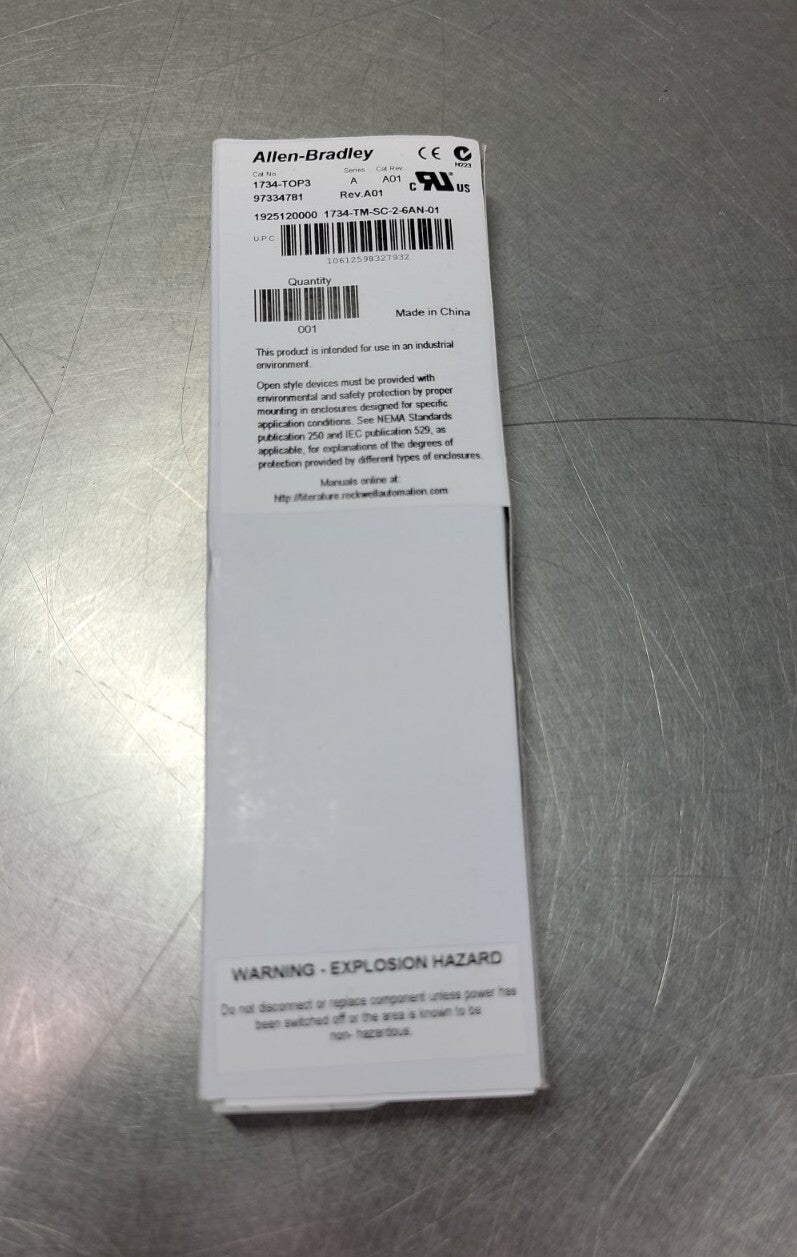 Allen-Bradley CE N223
Cat No Series Cat Rev
1734-TOP3 A A01 c RU US
97334781 Rev.A01
1925120000 1734-TM-SC-2-6AN-01
UPC
10612598327932
Quantity
001 Made in China
This product is intended for use in an industrial
environment.
Open style devices must be provided with
environmental and safety protection by proper
mounting in enclosures designed for specific
application conditions. See NEMA Standards
publication 250 and IEC publication 529, as
applicable, for explanations of the degrees of
protection provided by different types of enclosures.
Manuals online at:
http://literature.rockwellautomation.com
WARNING - EXPLOSION HAZARD
Do not disconnect or replace component unless power has
been switched off or the area is known to be
non- hazardous.